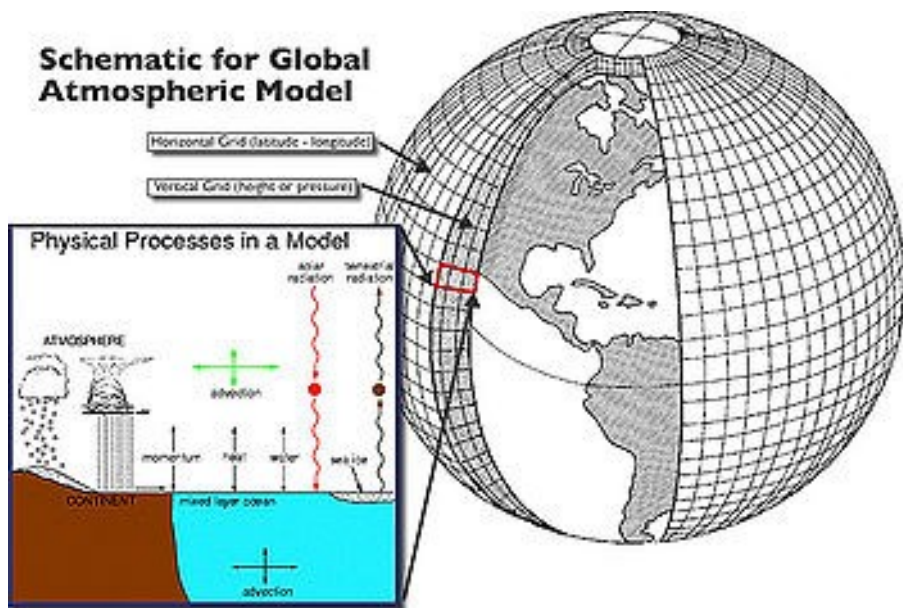 Schematic for Global
Atmospheric Model
Horizontal Grid (latitude - longitude)
Vertical Grid (height or pressure)
Physical Processes in a Model
solar
radiation
terrestrial
radiation
ATMOSPHERE
advection
momentum
heat
water
sea ice
CONTINENT
mixed layer ocean
advection